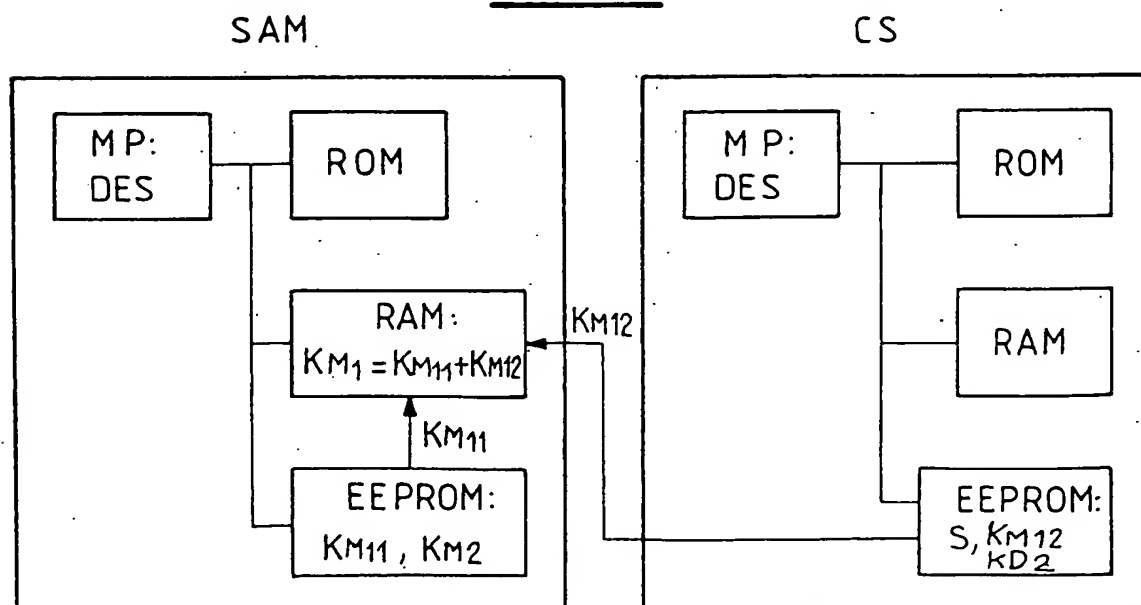 SAM
CS
MP:
DES
ROM
RAM:
KM1 = KM11+KM12
KM11
EEPROM:
KM11, KM2
KM12
MP:
DES
ROM
RAM
EEPROM:
S, KM12
KD2